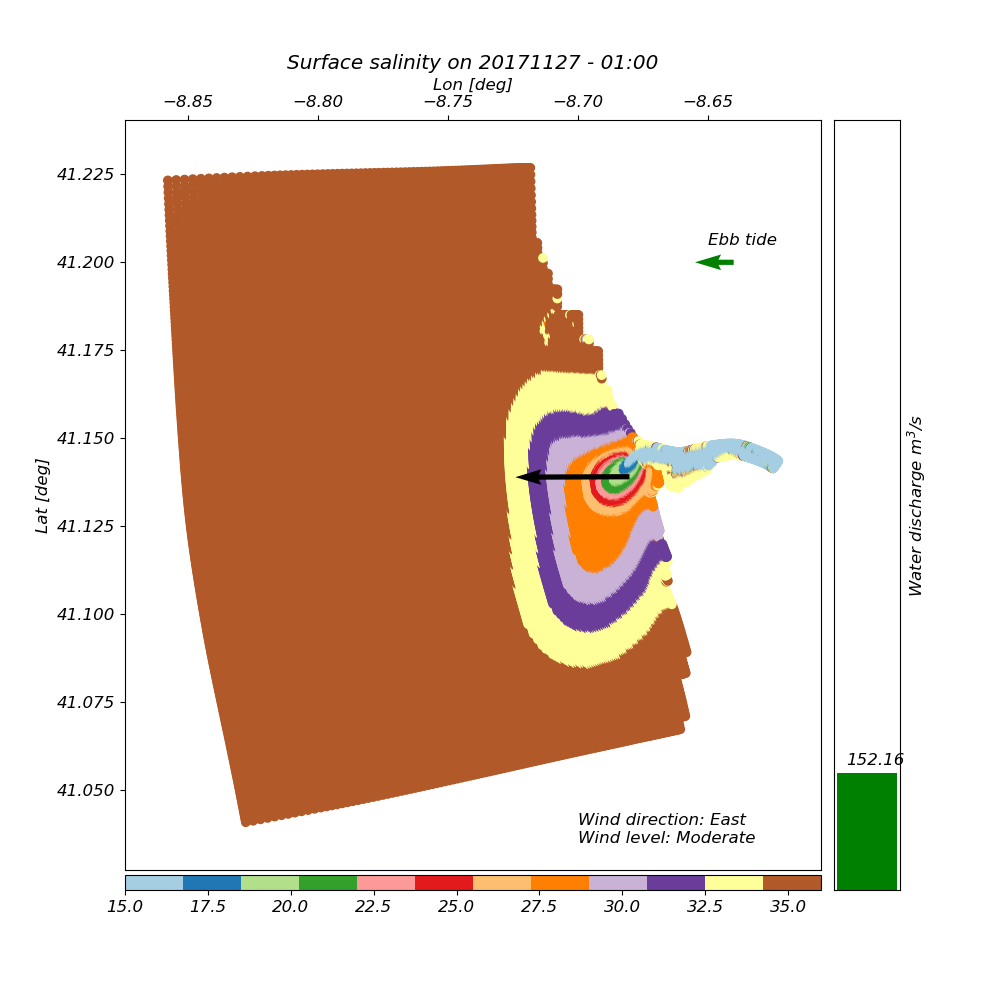 Surface salinity on 20171127 - 01:00
Lon [deg]
−8.85 −8.80 −8.75 −8.70 −8.65
41.225
41.200
41.175
41.150
41.125
41.100
41.075
41.050
Lat [deg]
Ebb tide
Wind direction: East
Wind level: Moderate
152.16
Water discharge m³/s
15.0 17.5 20.0 22.5 25.0 27.5 30.0 32.5 35.0